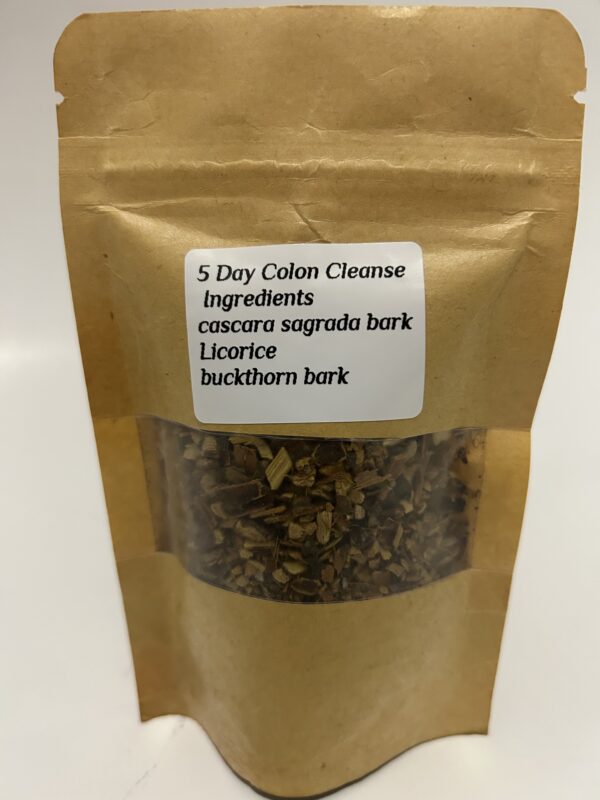 5 Day Colon Cleanse
Ingredients
cascara sagrada bark
Licorice
buckthorn bark